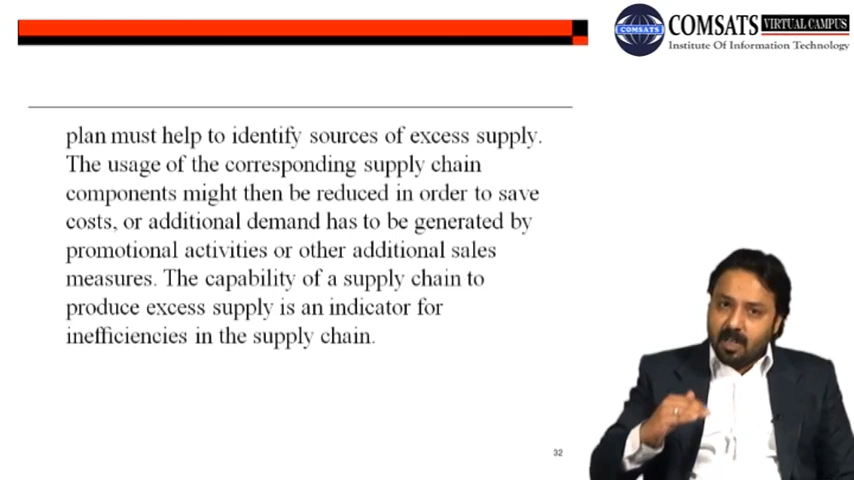 COMSATS VIRTUAL CAMPUS
Institute Of Information Technology
COMSATS
plan must help to identify sources of excess supply.
The usage of the corresponding supply chain
components might then be reduced in order to save
costs, or additional demand has to be generated by
promotional activities or other additional sales
measures. The capability of a supply chain to
produce excess supply is an indicator for
inefficiencies in the supply chain.
32